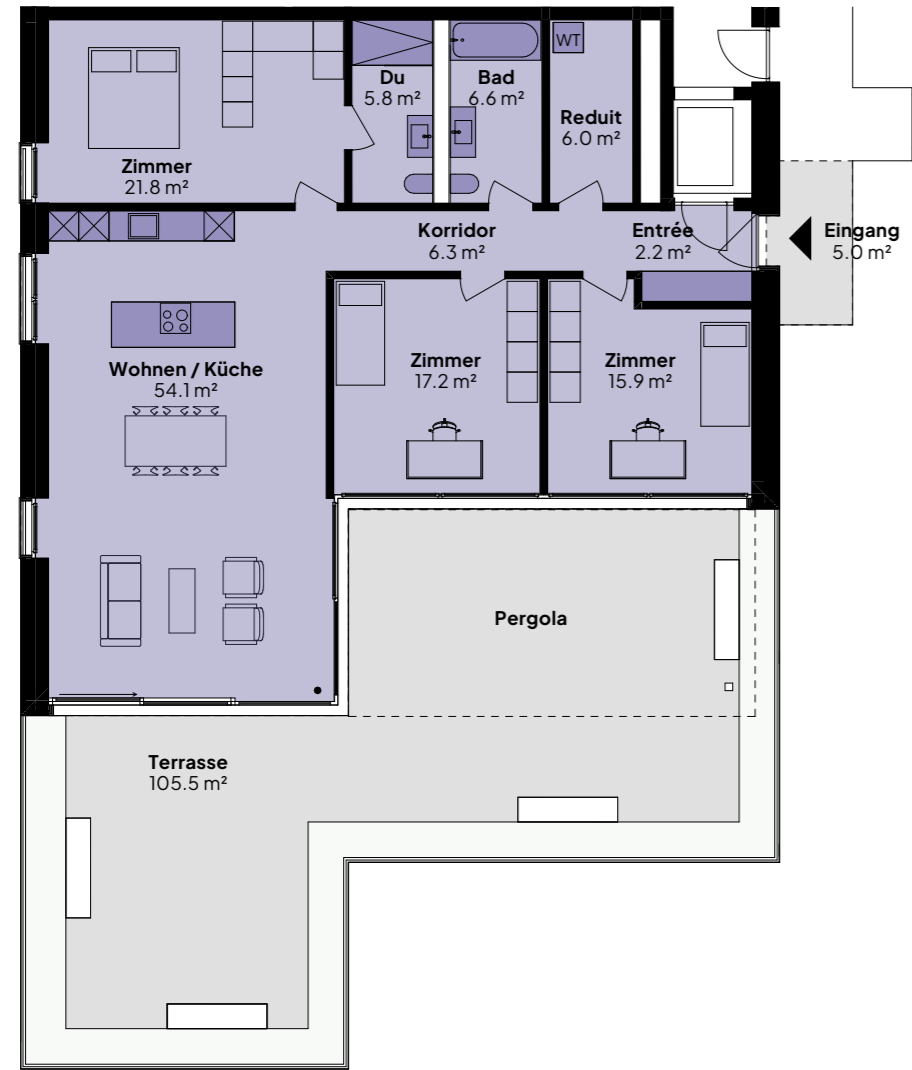 Du
5.8 m²
Bad
6.6 m²
WT
Reduit
6.0 m²
Zimmer
21.8 m²
Korridor
6.3 m²
Entrée
2.2 m²
Eingang
5.0 m²
Wohnen / Küche
54.1 m²
Zimmer
17.2 m²
Zimmer
15.9 m²
Pergola
Terrasse
105.5 m²